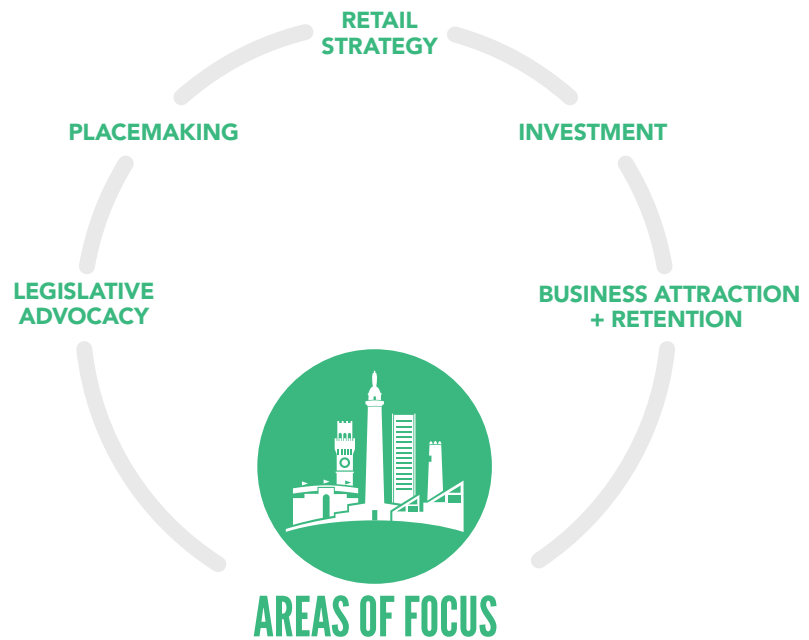 RETAIL
STRATEGY
PLACEMAKING
INVESTMENT
LEGISLATIVE
ADVOCACY
BUSINESS ATTRACTION
+ RETENTION
AREAS OF FOCUS